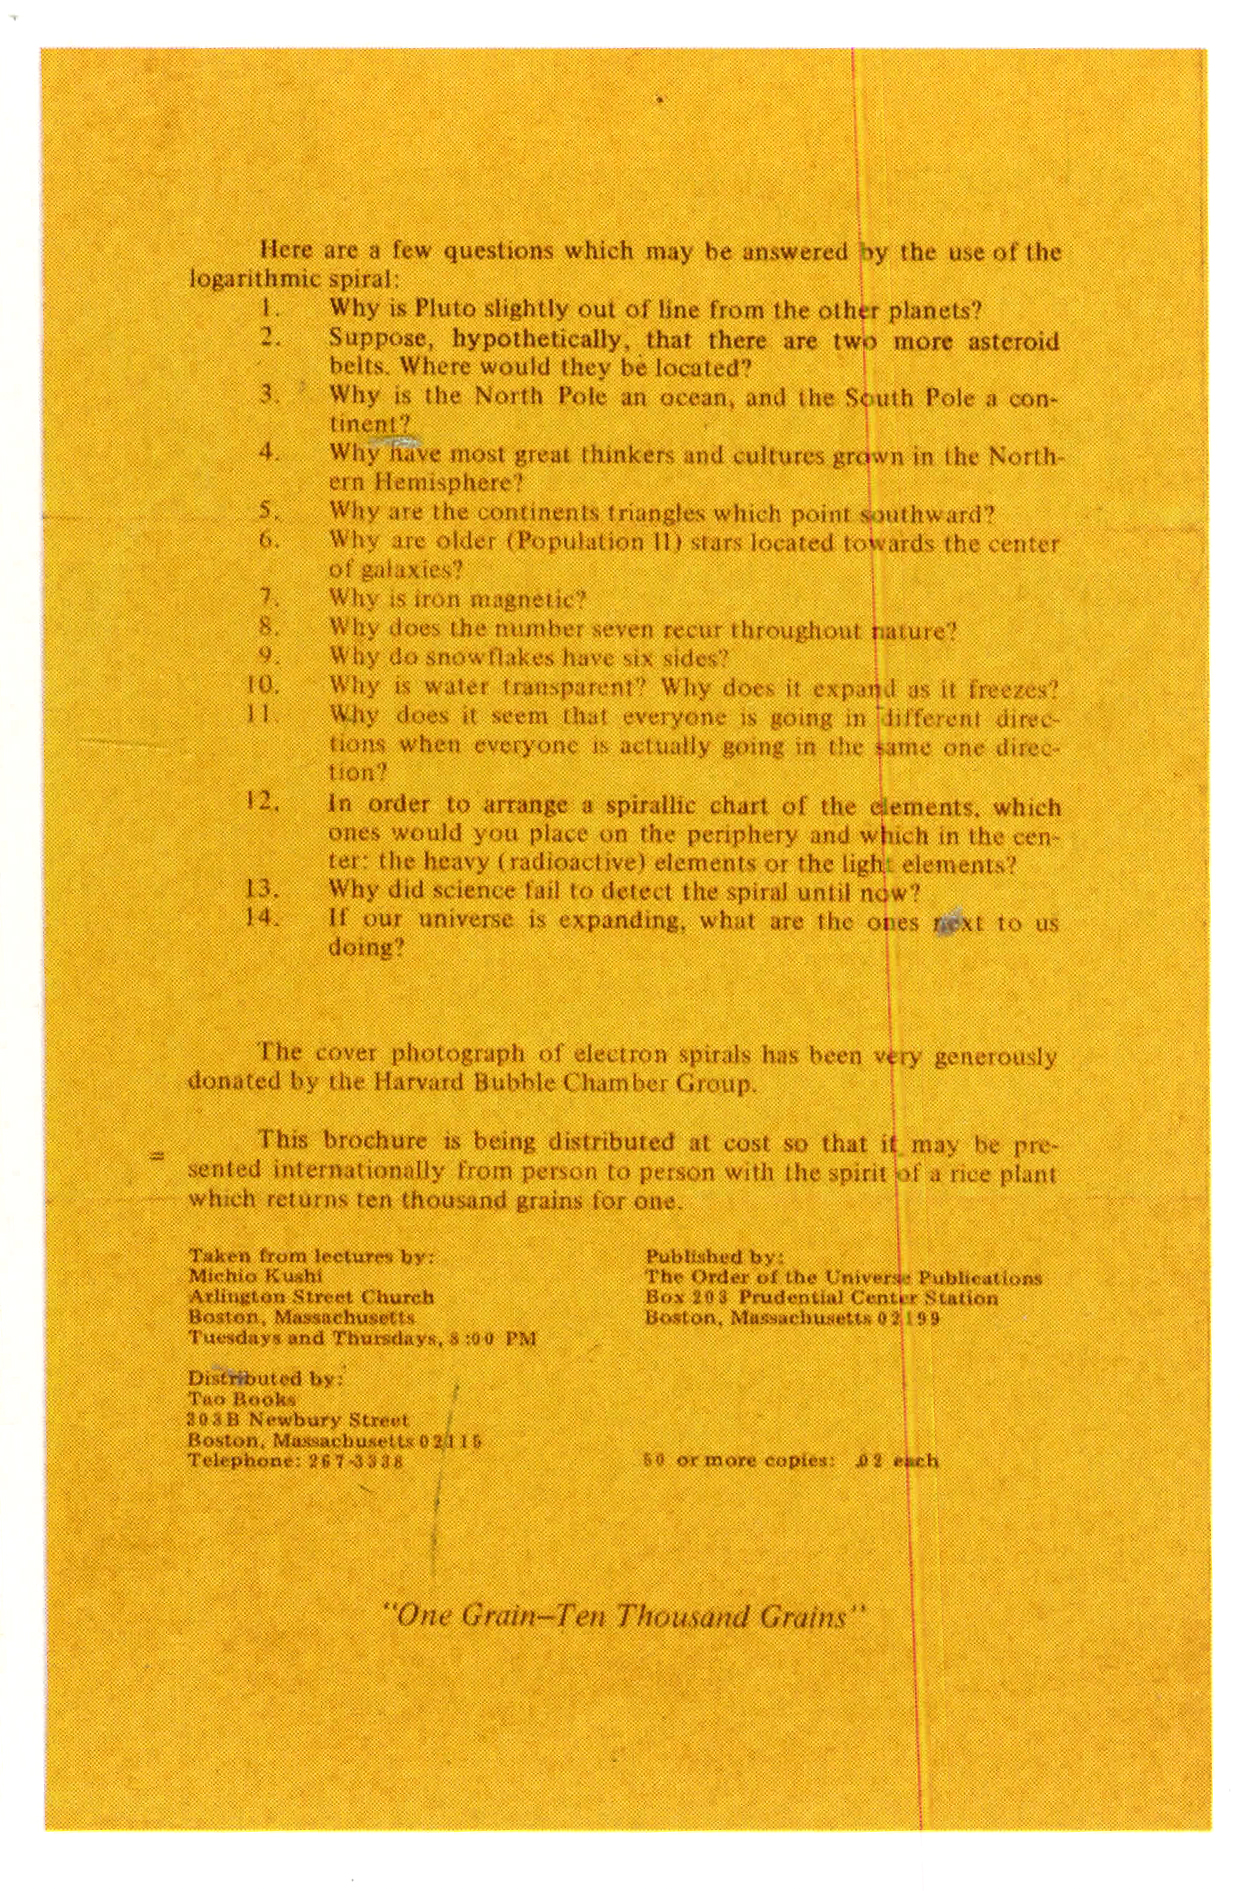 Here are a few questions which may be answered by the use of the
logarithmic spiral:
1. Why is Pluto slightly out of line from the other planets?
2. Suppose, hypothetically, that there are two more asteroid
belts. Where would they be located?
3. Why is the North Pole an ocean, and the South Pole a con-
tinent?
4. Why have most great thinkers and cultures grown in the North-
ern Hemisphere?
5. Why are the continents triangles which point southward?
6. Why are older (Population II) stars located towards the center
of galaxies?
7. Why is iron magnetic?
8. Why does the number seven recur throughout nature?
9. Why do snowflakes have six sides?
10. Why is water transparent? Why does it expand as it freezes?
11. Why does it seem that everyone is going in different direc-
tions when everyone is actually going in the same one direc-
tion?
12. In order to arrange a spirallic chart of the elements, which
ones would you place on the periphery and which in the cen-
ter: the heavy (radioactive) elements or the light elements?
13. Why did science fail to detect the spiral until now?
14. If our universe is expanding, what are the ones next to us
doing?
The cover photograph of electron spirals has been very generously
donated by the Harvard Bubble Chamber Group.
This brochure is being distributed at cost so that it may be pre-
sented internationally from person to person with the spirit of a rice plant
which returns ten thousand grains for one.
Taken from lectures by:
Michio Kushi
Arlington Street Church
Boston, Massachusetts
Tuesdays and Thursdays, 8:00 PM
Published by:
The Order of the Universe Publications
Box 203 Prudential Center Station
Boston, Massachusetts 02199
Distributed by:
Tao Books
303B Newbury Street
Boston, Massachusetts 02115
Telephone: 267-3338
50 or more copies: .02 each
"One Grain–Ten Thousand Grains"